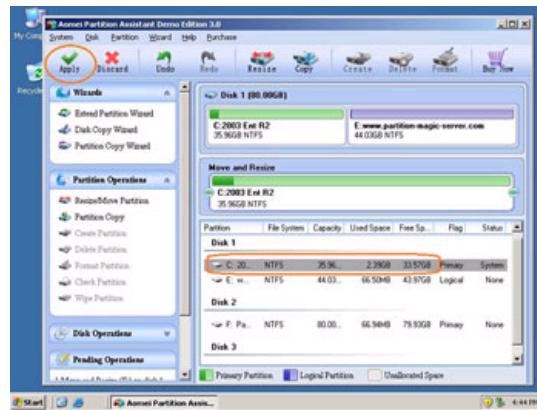 Aomei Partition Assistant Demo Edition 3.0
My Comp
System Disk Partition Wizard Help Purchase
Apply Discard Undo Redo Resize Copy Create Delete Format Buy Now
Recycle
Wizards
Extend Partition Wizard
Disk Copy Wizard
Partition Copy Wizard
Partition Operations
Resize/Move Partition
Partition Copy
Create Partition
Delete Partition
Format Partition
Check Partition
Wipe Partition
Disk Operations
Pending Operations
Disk 1 (80.00GB)
C:2003 Ent R2
35.96GB NTFS
E:www.partition-magic-server.com
44.03GB NTFS
Move and Resize
C:2003 Ent R2
35.96GB NTFS
Partition File System Capacity Used Space Free Sp... Flag Status
Disk 1
C: 20... NTFS 35.96... 2.39GB 33.57GB Primary System
E: w... NTFS 44.03... 66.50MB 43.97GB Logical None
Disk 2
F: Pa... NTFS 80.00... 66.94MB 79.93GB Primary None
Disk 3
Primary Partition Logical Partition Unallocated Space
Start Aomei Partition Assis... 4:44 PM